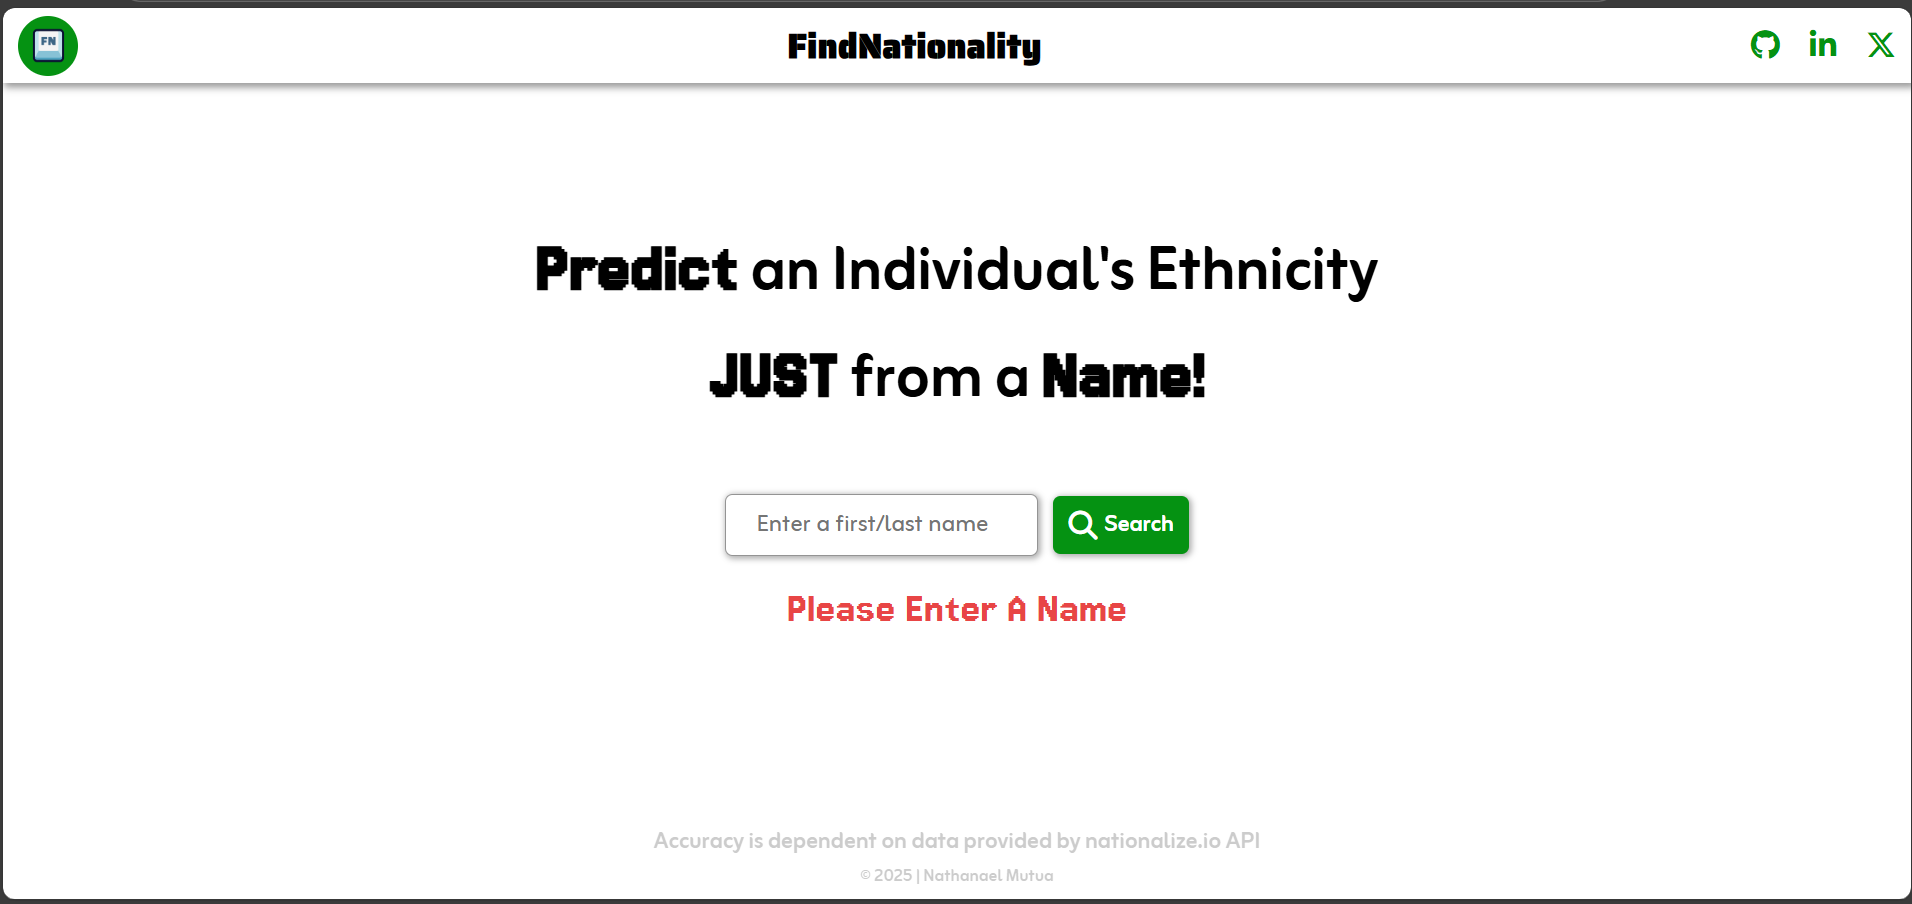 FN
FindNationality
Predict an Individual's Ethnicity
JUST from a Name!
Enter a first/last name
Search
Please Enter A Name
Accuracy is dependent on data provided by nationalize.io API
© 2025 | Nathanael Mutua